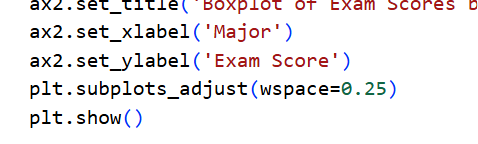 ax2.set_title('Boxplot of Exam Scores b
ax2.set_xlabel('Major')
ax2.set_ylabel('Exam Score')
plt.subplots_adjust(wspace=0.25)
plt.show()